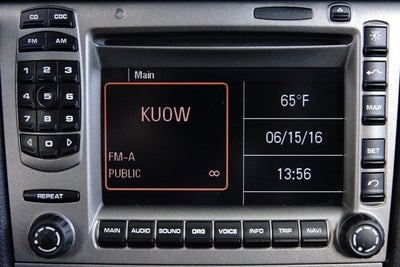 CD CDC
FM AM
1 2 3
4 5 6
7 8 9
0
REPEAT
Main
KUOW
FM-A
PUBLIC ∞
65°F
06/15/16
13:56
MAP
SET
MAIN AUDIO SOUND ORG VOICE INFO TRIP NAVI